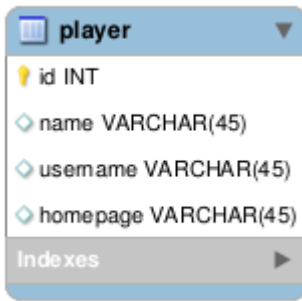 player
id INT
name VARCHAR(45)
username VARCHAR(45)
homepage VARCHAR(45)
Indexes